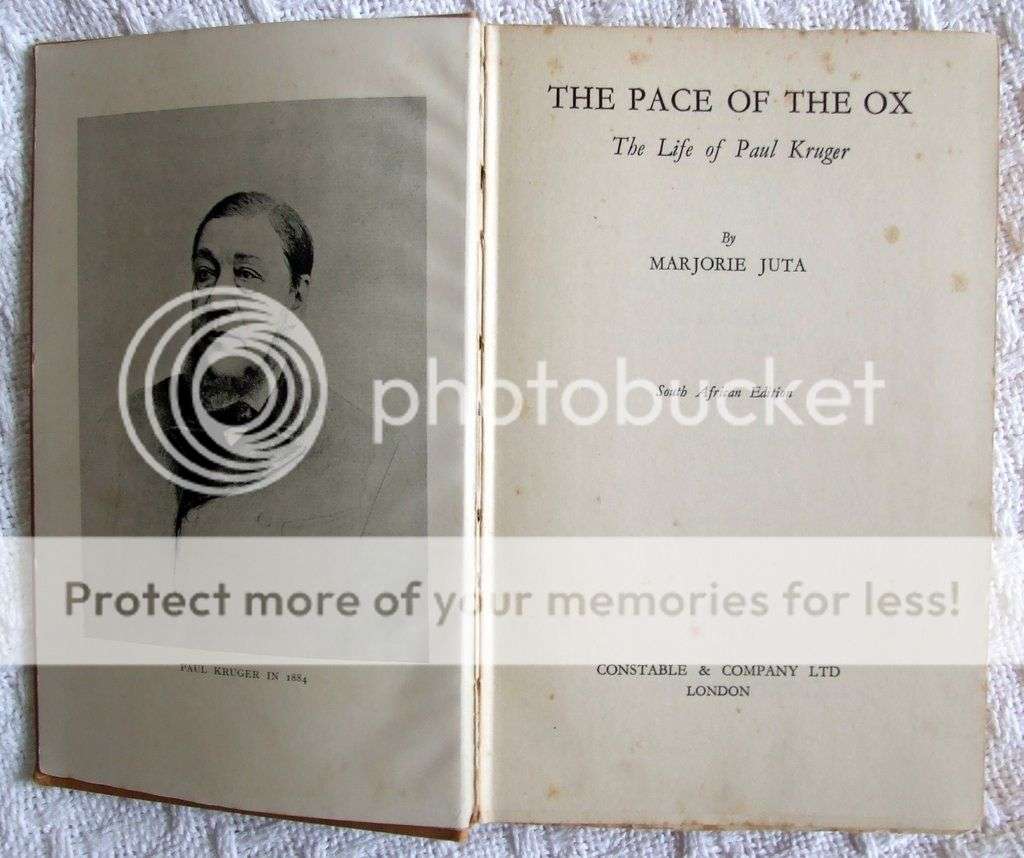 PAUL KRUGER IN 1884
THE PACE OF THE OX
The Life of Paul Kruger
By
MARJORIE JUTA
South African Edition
CONSTABLE & COMPANY LTD
LONDON
photobucket
Protect more of your memories for less!